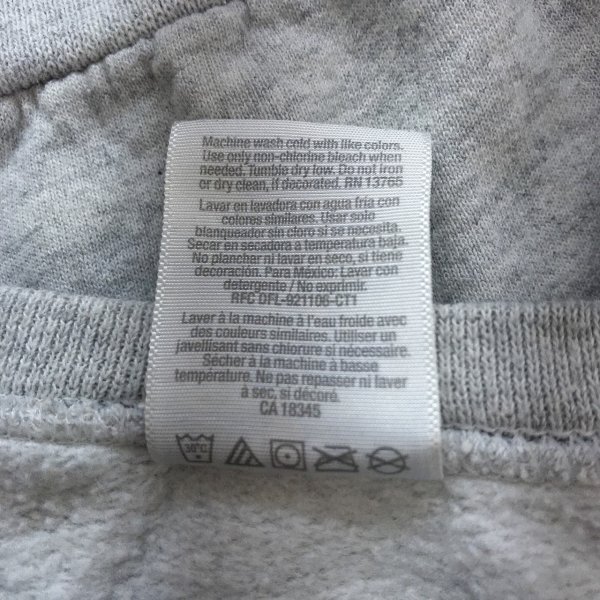 Machine wash cold with like colors.
Use only non-chlorine bleach when
needed. Tumble dry low. Do not iron
or dry clean, if decorated. RN 13765
Lavar en lavadora con agua fría con
colores similares. Usar solo
blanqueador sin cloro si se necesita.
Secar en secadora a temperatura baja.
No planchar ni lavar en seco, si tiene
decoración. Para México: Lavar con
detergente / No exprimir.
RFC DFL-921106-CT1
Laver à la machine à l'eau froide avec
des couleurs similaires. Utiliser un
javellisant sans chlorure si nécessaire.
Sécher à la machine à basse
température. Ne pas repasser ni laver
à sec, si décoré.
CA 18345
30°C